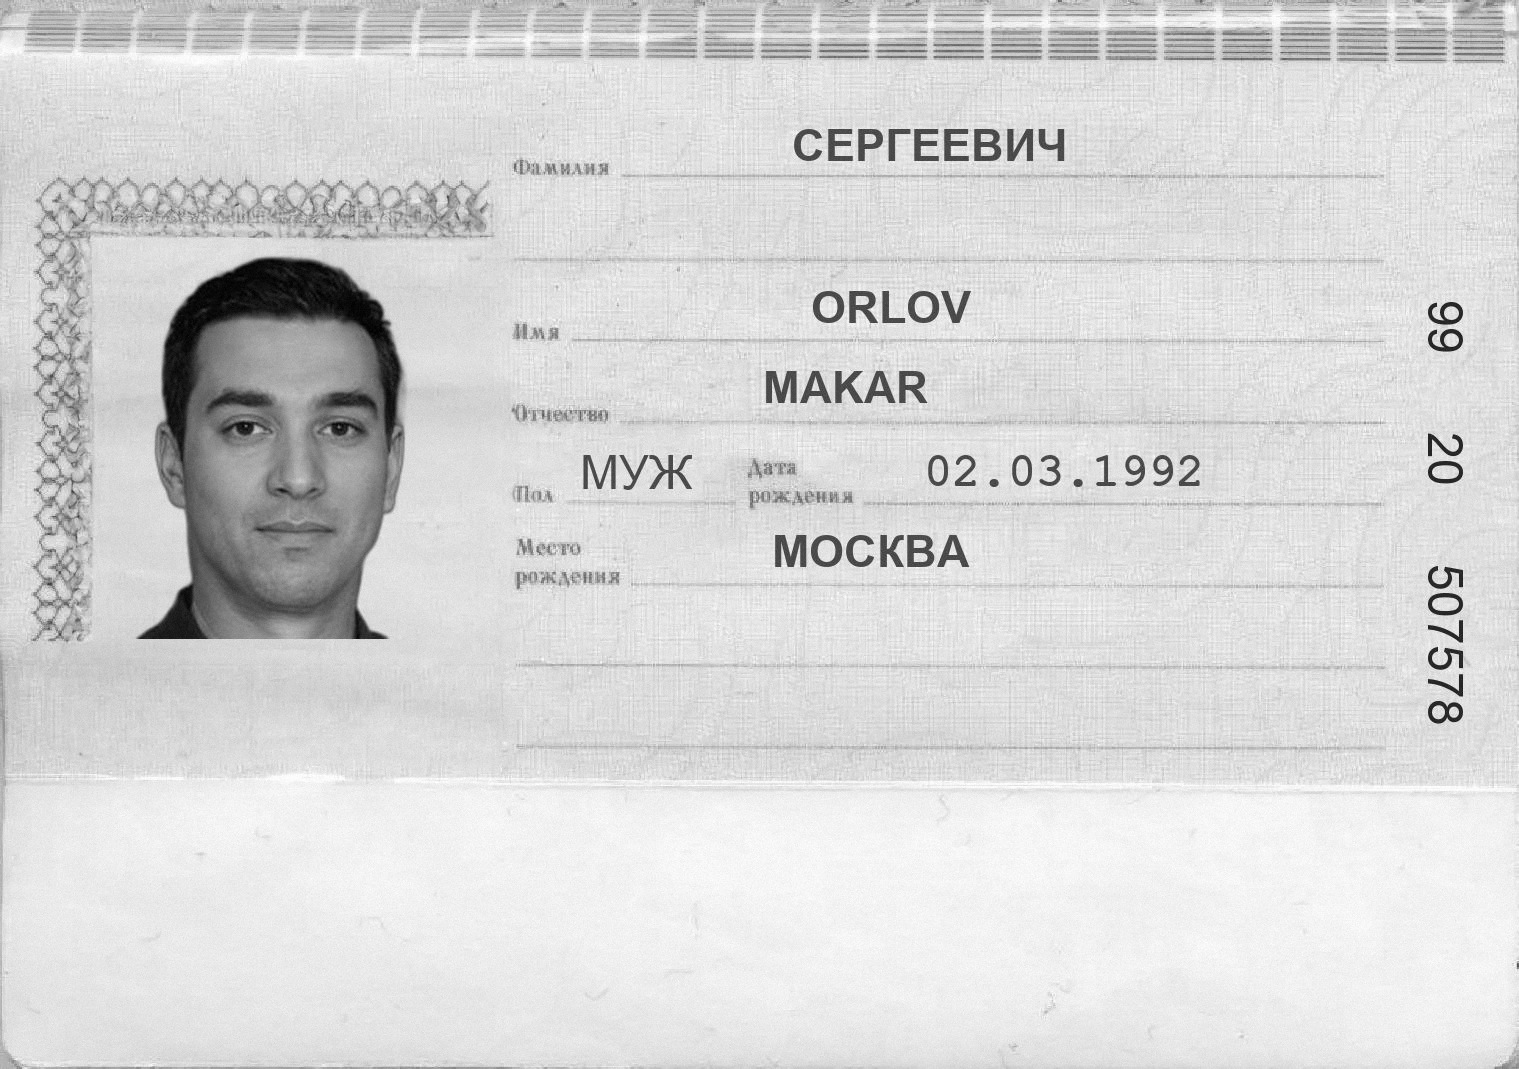 Фамилия СЕРГЕЕВИЧ
Имя ORLOV
Отчество MAKAR
Пол МУЖ Дата рождения 02.03.1992
Место рождения МОСКВА
99 20 507578